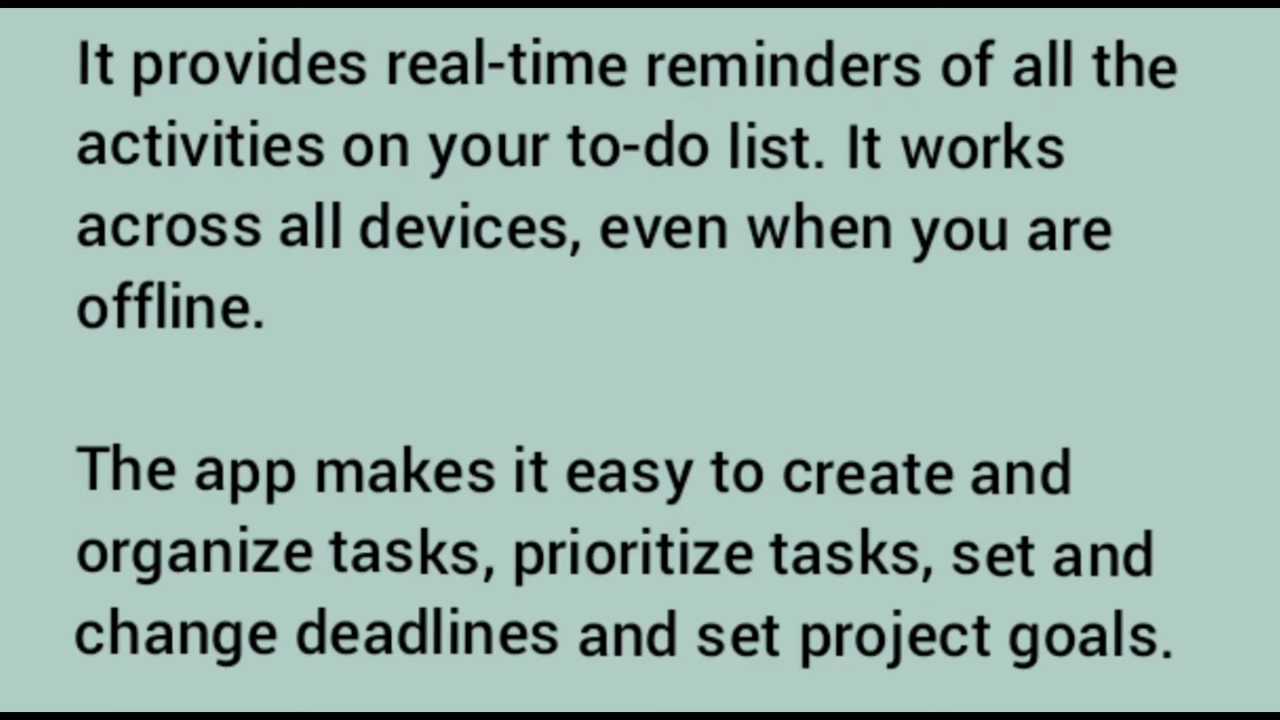 It provides real-time reminders of all the
activities on your to-do list. It works
across all devices, even when you are
offline.
The app makes it easy to create and
organize tasks, prioritize tasks, set and
change deadlines and set project goals.